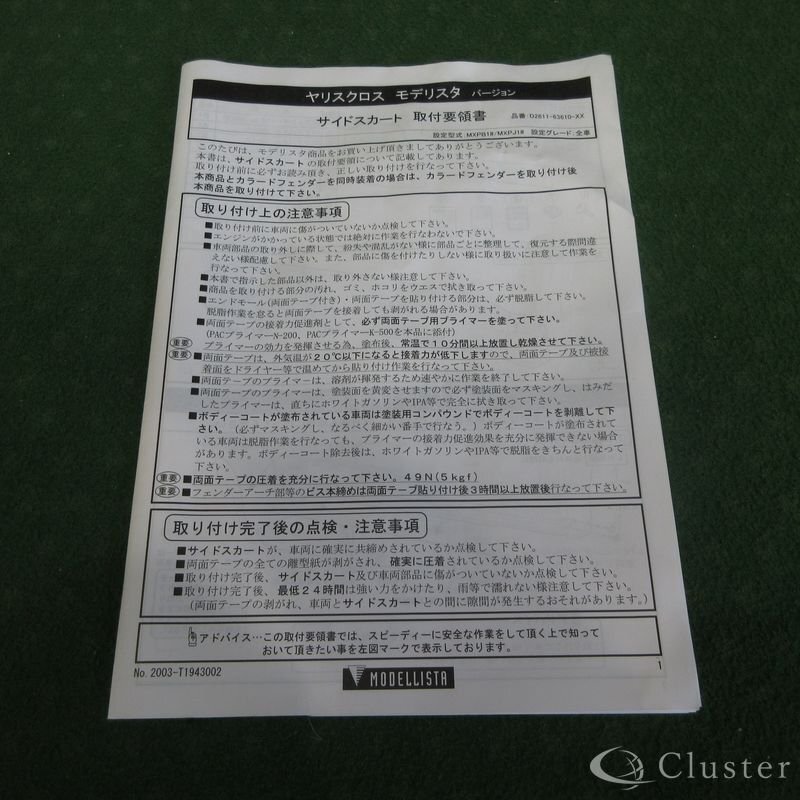 ヤリスクロス モデリスタ バージョン
サイドスカート 取付要領書 品番:D2611-63610-XX
設定型式:MXPB1#/MXPJ1# 設定グレード:全車
このたびは、モデリスタ商品をお買い上げ頂きましてありがとうございます。
本書は、サイドスカートの取付要領について記載してあります。
取り付け前に必ずお読み頂き、正しい取り付けを行なって下さい。
本商品とカラードフェンダーを同時装着の場合は、カラードフェンダーを取り付け後
本商品を取り付けて下さい。
取り付け上の注意事項
■取り付け前に車両に傷がついていないか点検して下さい。
■エンジンがかかっている状態では絶対に作業を行なわないで下さい。
■車両部品の取り外しに際して、紛失や混乱がない様に部品ごとに整理して、復元する際間違
えない様配慮して下さい。また、部品に傷を付けたりしない様に取り扱いに注意して作業を
行なって下さい。
■本書で指示した部品以外は、取り外さない様注意して下さい。
■商品を取り付ける部分の汚れ、ゴミ、ホコリをウエスで拭き取って下さい。
■エンドモール(両面テープ付き)・両面テープを貼り付ける部分は、必ず脱脂して下さい。
脱脂作業を怠ると両面テープを接着しても剥がれる場合があります。
■両面テープの接着力促進剤として、必ず両面テープ用プライマーを塗って下さい。
(PACプライマーN-200、PACプライマーK-500を本品に添付)
重要 プライマーの効力を発揮させる為、塗布後、常温で10分間以上放置し乾燥させて下さい。
重要 ■両面テープは、外気温が20℃以下になると接着力が低下しますので、両面テープ及び被接
着面をドライヤー等で温めてから貼り付け作業を行なって下さい。
■両面テープのプライマーは、溶剤が揮発するため速やかに作業を終了して下さい。
■両面テープのプライマーは、塗装面を黄変させますので必ず塗装面をマスキングし、はみだ
したプライマーは、直ちにホワイトガソリンやIPA等で完全に拭き取って下さい。
■ボディーコートが塗布されている車両は塗装用コンパウンドでボディーコートを剥離して下
さい。(必ずマスキングし、なるべく細かい番手で行なう。)ボディーコートが塗布されて
いる車両は脱脂作業を行なっても、プライマーの接着力促進効果を充分に発揮できない場合
があります。ボディーコート除去後は、ホワイトガソリンやIPA等で脱脂をきちんと行なって
下さい。
重要 ■両面テープの圧着を充分に行なって下さい。49N(5kgf)
重要 ■フェンダーアーチ部等のビス本締めは両面テープ貼り付け後3時間以上放置後行なって下さい。
取り付け完了後の点検・注意事項
■サイドスカートが、車両に確実に共締めされているか点検して下さい。
■両面テープの全ての離型紙が剥がされ、確実に圧着されているか点検して下さい。
■取り付け完了後、サイドスカート及び車両部品に傷がついていないか点検して下さい。
■取り付け完了後、最低24時間は強い力をかけたり、雨等で濡れない様注意して下さい。
(両面テープの剥がれ、車両とサイドスカートとの間に隙間が発生するおそれがあります。)
アドバイス…この取付要領書では、スピーディーに安全な作業をして頂く上で知って
おいて頂きたい事を左図マークで表示しております。
No. 2003-T1943002
1
MODELLISTA
Cluster